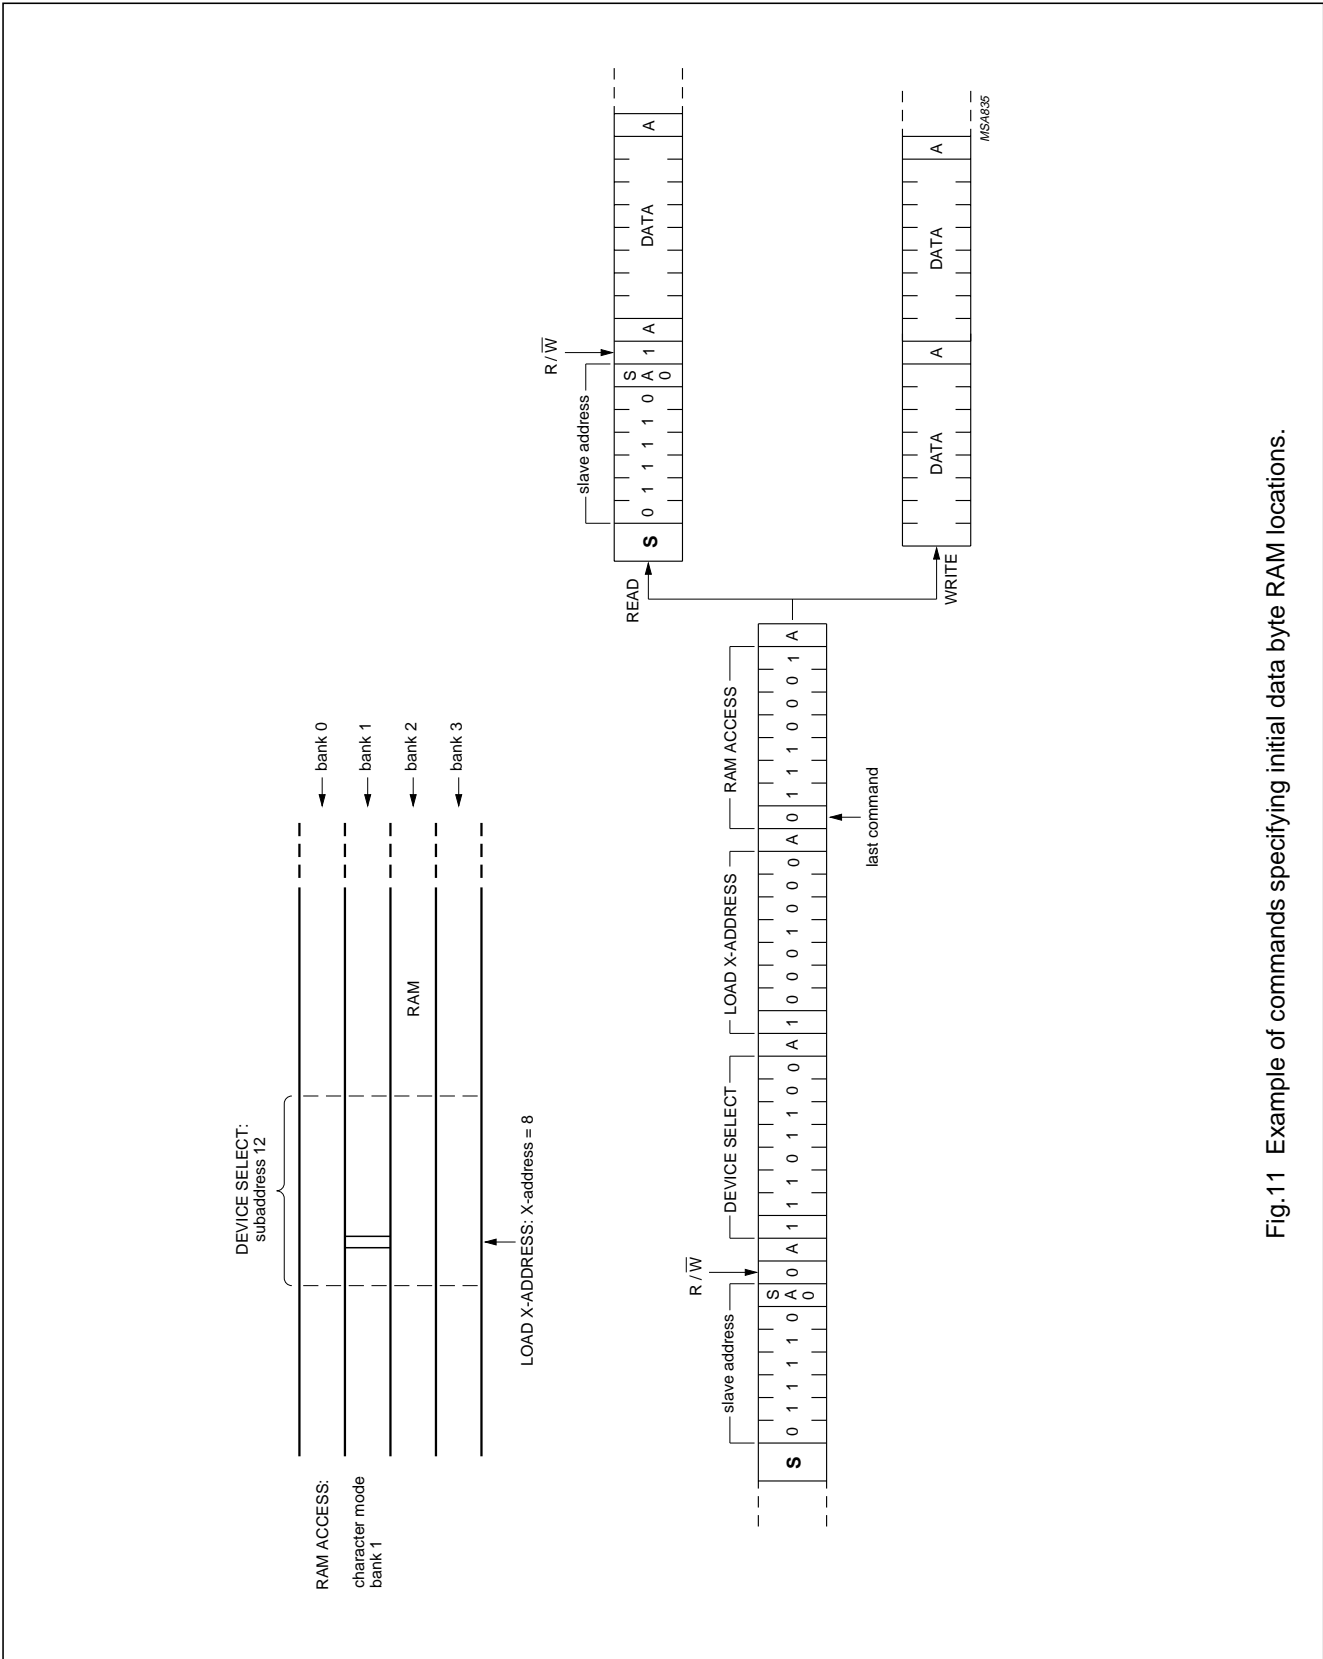 DEVICE SELECT:
subaddress 12
RAM ACCESS:
character mode
bank 1
bank 0
bank 1
RAM
bank 2
bank 3
LOAD X-ADDRESS: X-address = 8
R/W̅
slave address
DEVICE SELECT
LOAD X-ADDRESS
RAM ACCESS
S 0 1 1 1 1 0 SA0 0 A 1 1 1 0 1 1 0 0 A 1 0 0 0 1 0 0 0 A 0 1 1 1 0 0 0 1 A
last command
READ
R/W̅
slave address
S 0 1 1 1 1 0 SA0 1 A DATA A
WRITE
DATA A DATA A
MSA835
Fig.11 Example of commands specifying initial data byte RAM locations.